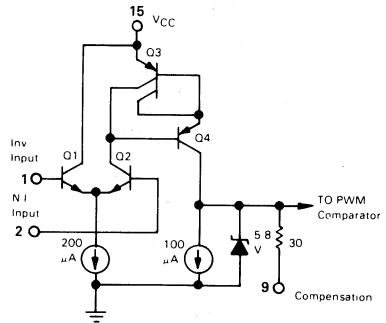 15 VCC
Q3
Q4
Inv
Input
1
Q1
Q2
N I
Input
2
TO PWM
Comparator
200
µA
100
µA
5 8
V
30
9
Compensation